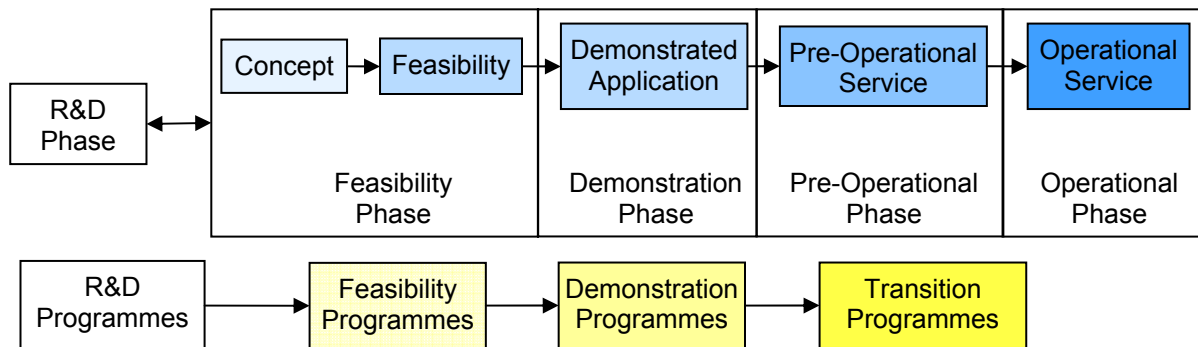 R&D
Phase
Concept
Feasibility
Demonstrated
Application
Pre-Operational
Service
Operational
Service
Feasibility
Phase
Demonstration
Phase
Pre-Operational
Phase
Operational
Phase
R&D
Programmes
Feasibility
Programmes
Demonstration
Programmes
Transition
Programmes